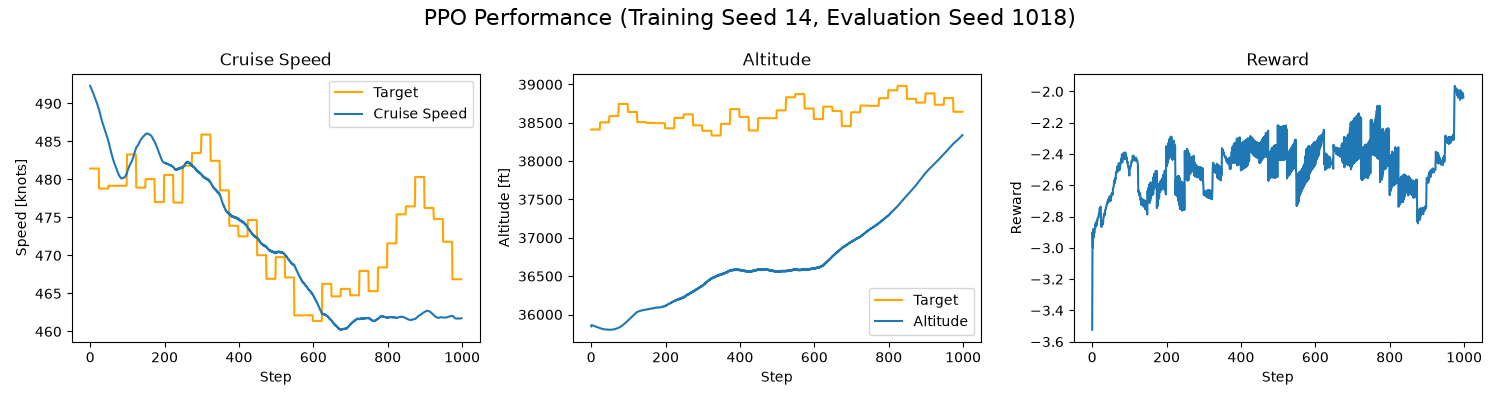 PPO Performance (Training Seed 14, Evaluation Seed 1018)
Cruise Speed
Speed [knots]
490
485
480
475
470
465
460
0 200 400 600 800 1000
Step
Target
Cruise Speed
Altitude
Altitude [ft]
39000
38500
38000
37500
37000
36500
36000
0 200 400 600 800 1000
Step
Target
Altitude
Reward
Reward
−2.0
−2.2
−2.4
−2.6
−2.8
−3.0
−3.2
−3.4
−3.6
0 200 400 600 800 1000
Step